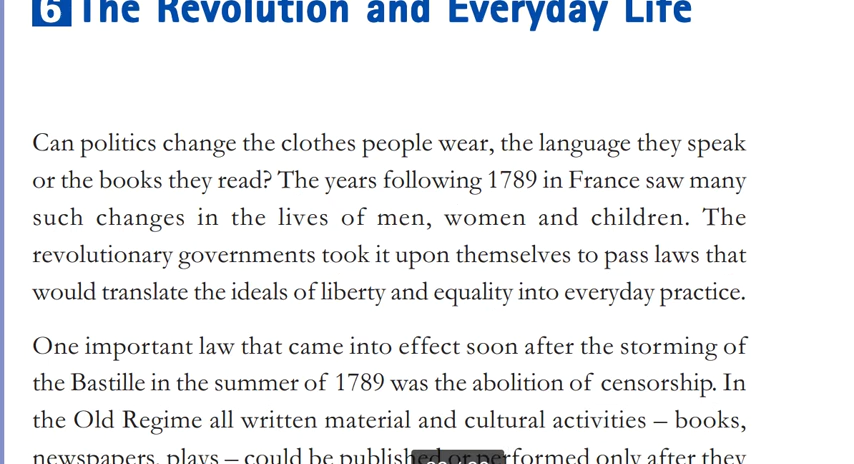 6 The Revolution and Everyday Life
Can politics change the clothes people wear, the language they speak
or the books they read? The years following 1789 in France saw many
such changes in the lives of men, women and children. The
revolutionary governments took it upon themselves to pass laws that
would translate the ideals of liberty and equality into everyday practice.
One important law that came into effect soon after the storming of
the Bastille in the summer of 1789 was the abolition of censorship. In
the Old Regime all written material and cultural activities – books,
newspapers, plays – could be published or performed only after they